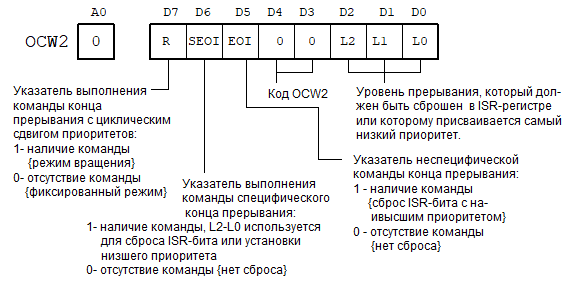 A0 D7 D6 D5 D4 D3 D2 D1 D0
OCW2 0 R SEOI EOI 0 0 L2 L1 L0
Указатель выполнения
команды конца
прерывания с циклическим
сдвигом приоритетов:
1- наличие команды
{режим вращения}
0- отсутствие команды
{фиксированный режим}
Код OCW2
Уровень прерывания, который дол-
жен быть сброшен в ISR-регистре
или которому присваивается самый
низкий приоритет.
Указатель неспецифической
команды конца прерывания:
1 - наличие команды
{сброс ISR-бита с на-
ивысшим приоритетом}
0 - отсутствие команды
{нет сброса}
Указатель выполнения
команды специфического
конца прерывания:
1- наличие команды, L2-L0 используется
для сброса ISR-бита или установки
низшего приоритета
0- отсутствие команды {нет сброса}